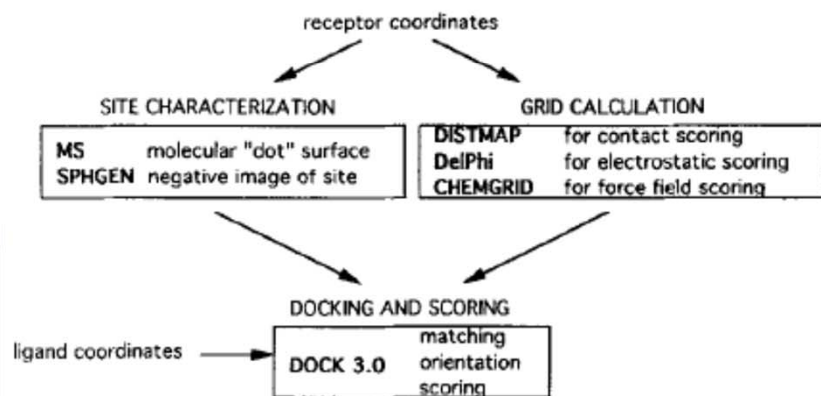 receptor coordinates
SITE CHARACTERIZATION
MS molecular "dot" surface
SPHGEN negative image of site
GRID CALCULATION
DISTMAP for contact scoring
DelPhi for electrostatic scoring
CHEMGRID for force field scoring
DOCKING AND SCORING
ligand coordinates
DOCK 3.0
matching
orientation
scoring